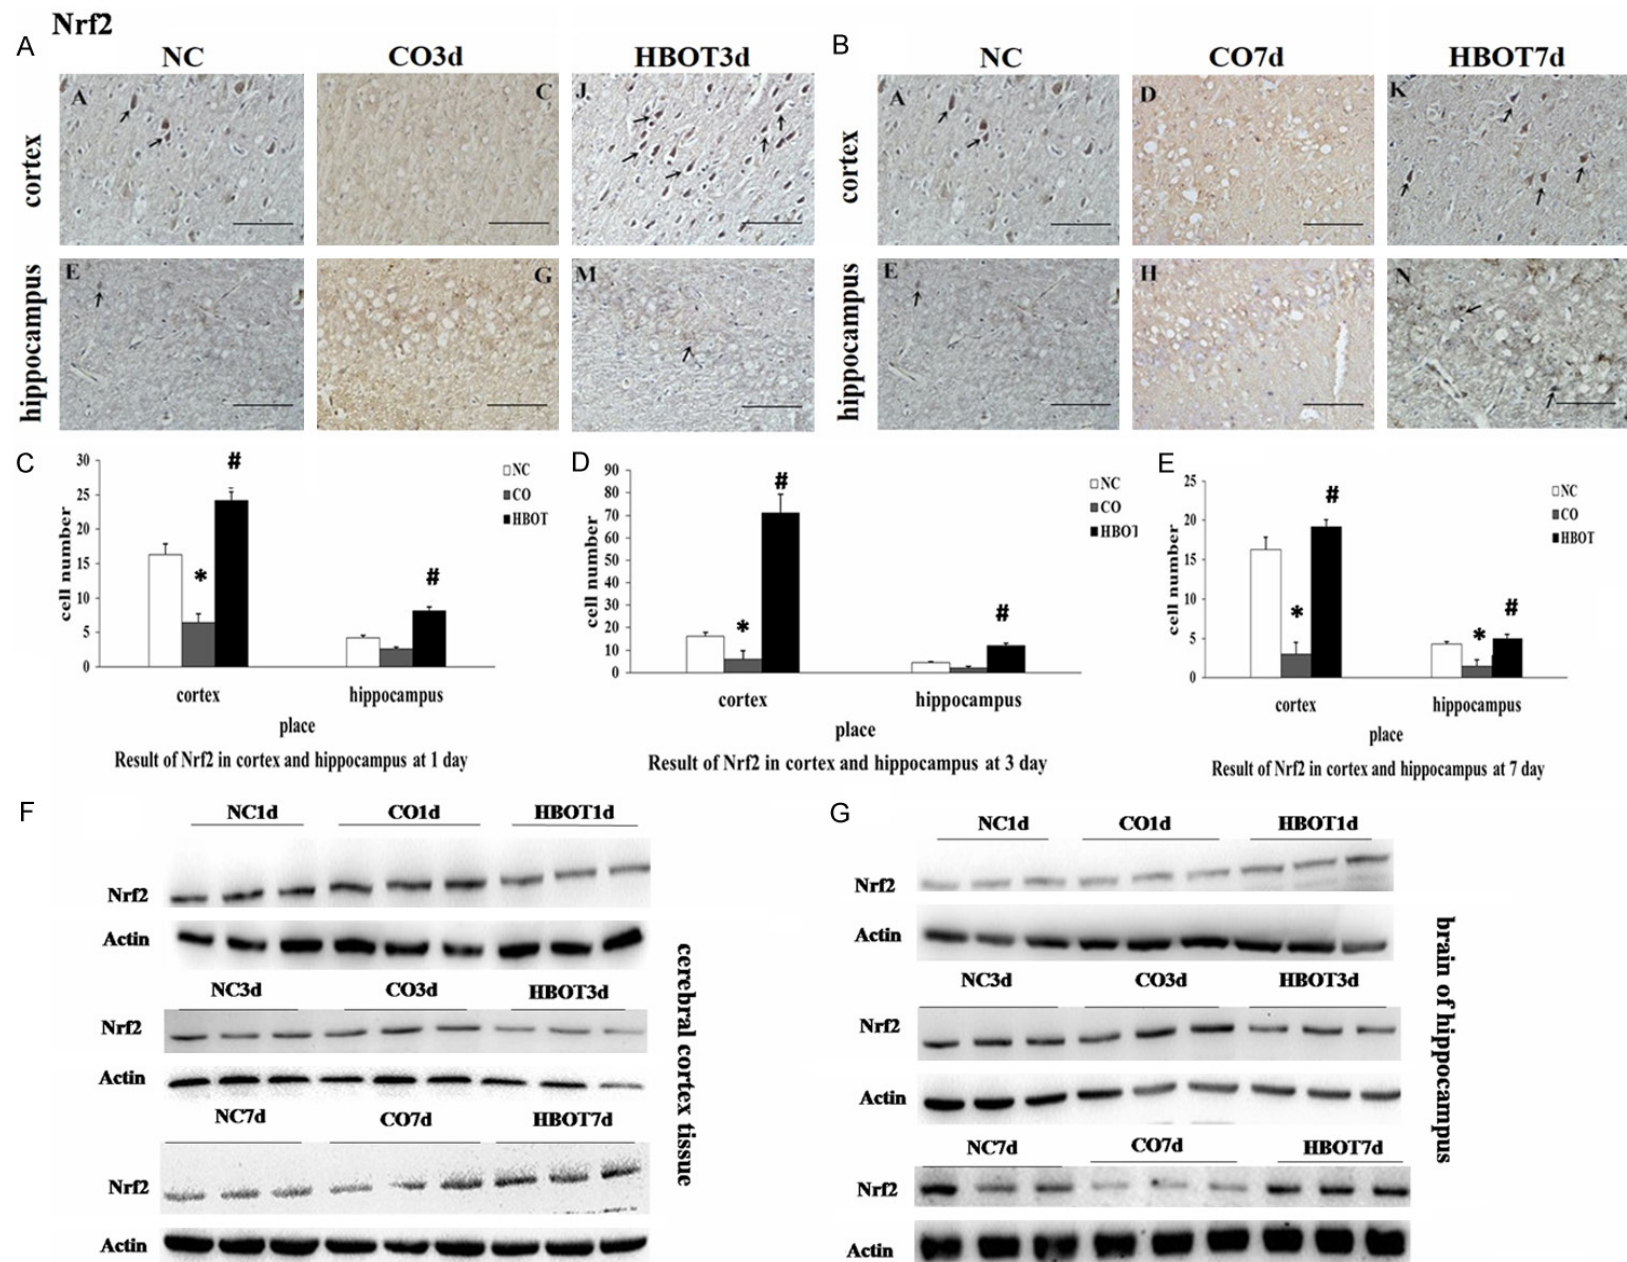 Nrf2
A
NC CO3d HBOT3d
cortex
A C J
hippocampus
E G M
B
NC CO7d HBOT7d
cortex
A D K
hippocampus
E H N
C
cell number
30
25
20
15
10
5
0
*
#
#
NC
CO
HBOT
cortex hippocampus
place
Result of Nrf2 in cortex and hippocampus at 1 day
D
cell number
90
80
70
60
50
40
30
20
10
0
*
#
#
NC
CO
HBOT
cortex hippocampus
place
Result of Nrf2 in cortex and hippocampus at 3 day
E
cell number
25
20
15
10
5
0
*
#
*
#
NC
CO
HBOT
cortex hippocampus
place
Result of Nrf2 in cortex and hippocampus at 7 day
F
NC1d CO1d HBOT1d
Nrf2
Actin
NC3d CO3d HBOT3d
Nrf2
Actin
NC7d CO7d HBOT7d
Nrf2
Actin
cerebral cortex tissue
G
NC1d CO1d HBOT1d
Nrf2
Actin
NC3d CO3d HBOT3d
Nrf2
Actin
NC7d CO7d HBOT7d
Nrf2
Actin
brain of hippocampus